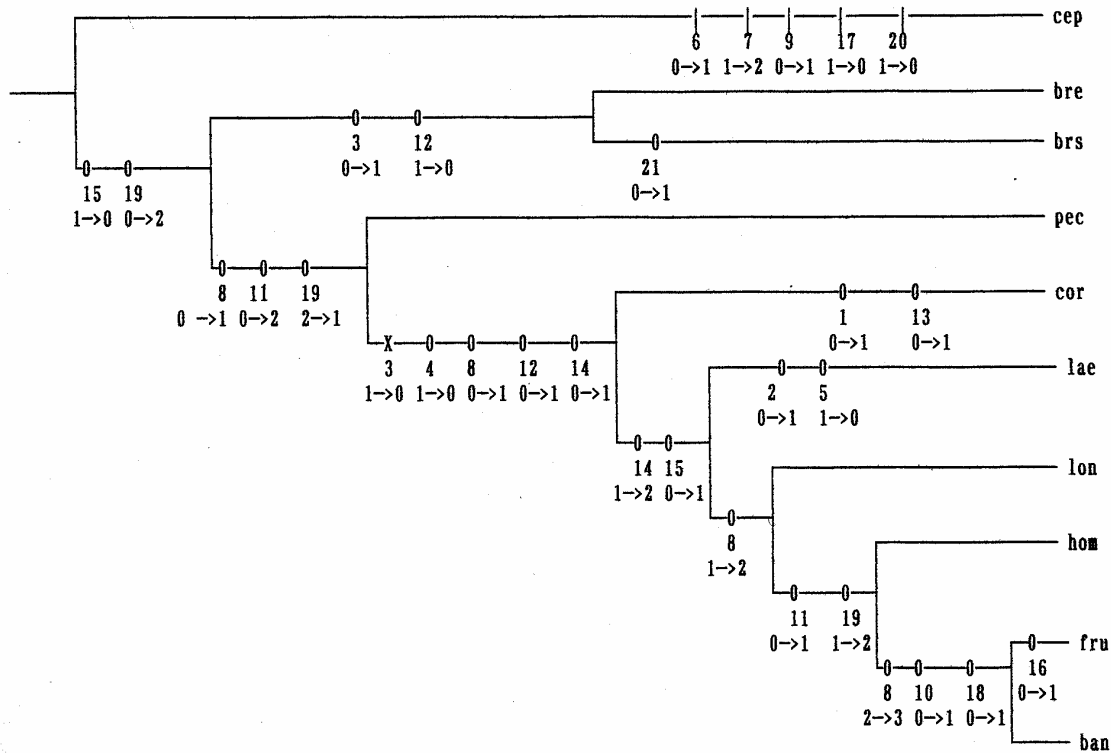 cep
6 7 9 17 20
0->1 1->2 0->1 1->0 1->0
bre
3 12
0->1 1->0
brs
21
0->1
15 19
1->0 0->2
pec
8 11 19
0 ->1 0->2 2->1
cor
1 13
0->1 0->1
X
3 4 8 12 14
1->0 1->0 0->1 0->1 0->1
lae
2 5
0->1 1->0
14 15
1->2 0->1
lon
8
1->2
hom
11 19
0->1 1->2
fru
16
0->1
8 10 18
2->3 0->1 0->1
ban